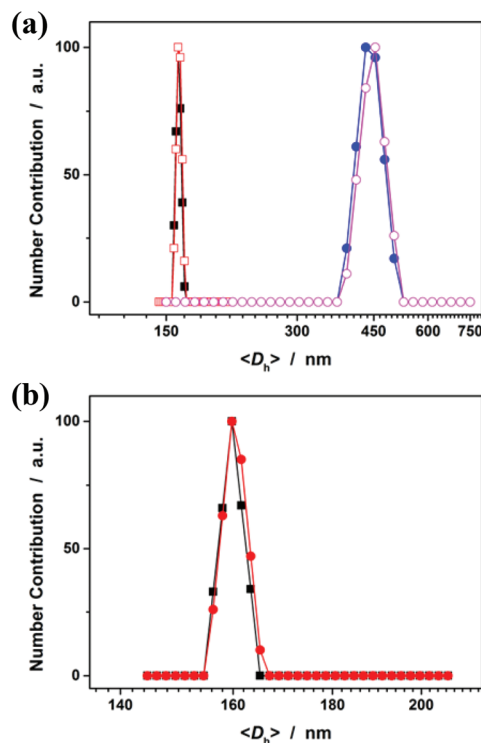 (a)
100
50
0
Number Contribution / a.u.
150 300 450 600 750
<Dh> / nm
(b)
100
50
0
Number Contribution / a.u.
140 160 180 200
<Dh> / nm